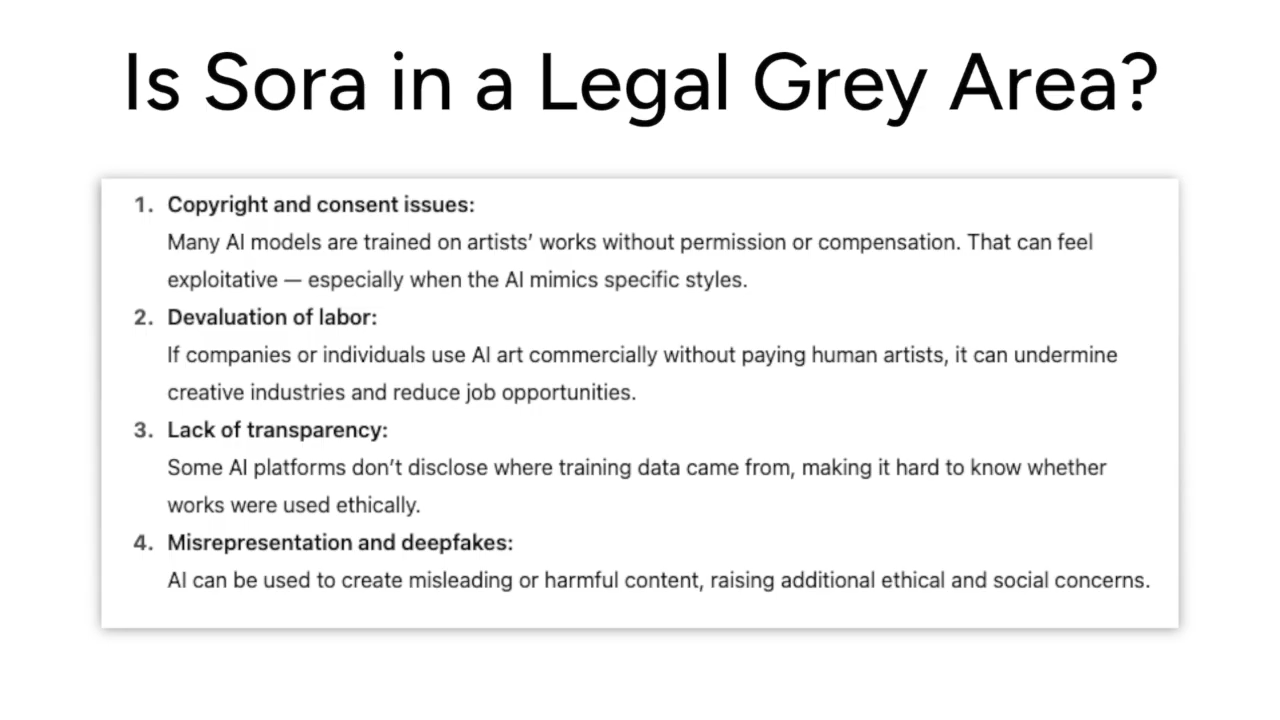 Is Sora in a Legal Grey Area?
1. Copyright and consent issues:
Many AI models are trained on artists’ works without permission or compensation. That can feel
exploitative — especially when the AI mimics specific styles.
2. Devaluation of labor:
If companies or individuals use AI art commercially without paying human artists, it can undermine
creative industries and reduce job opportunities.
3. Lack of transparency:
Some AI platforms don’t disclose where training data came from, making it hard to know whether
works were used ethically.
4. Misrepresentation and deepfakes:
AI can be used to create misleading or harmful content, raising additional ethical and social concerns.